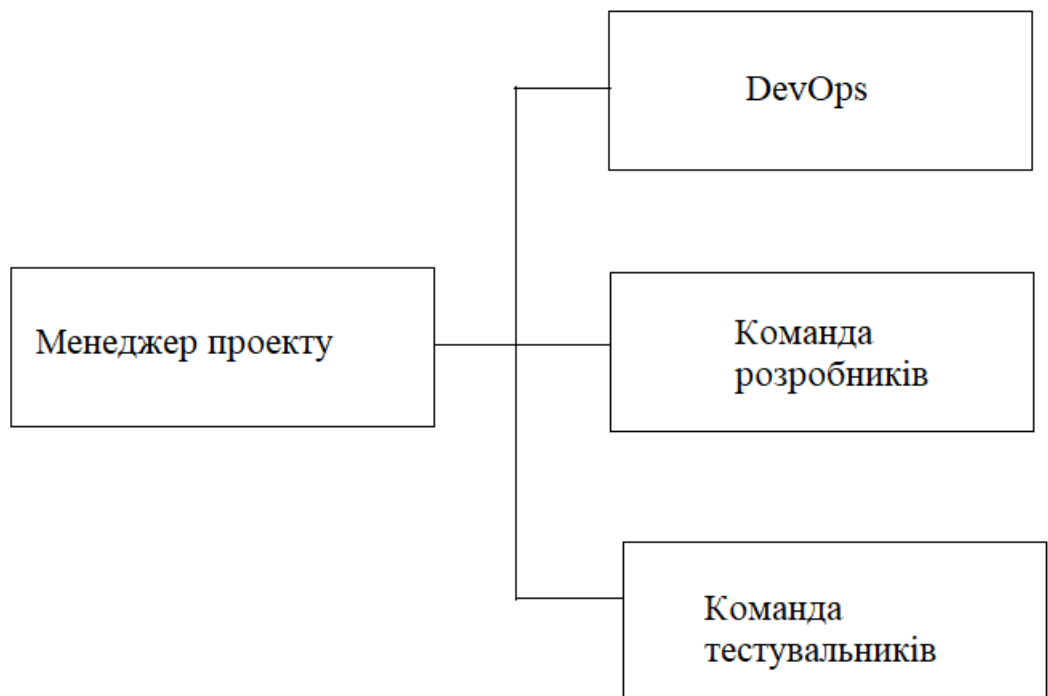 DevOps
Менеджер проекту
Команда
розробників
Команда
тестувальників